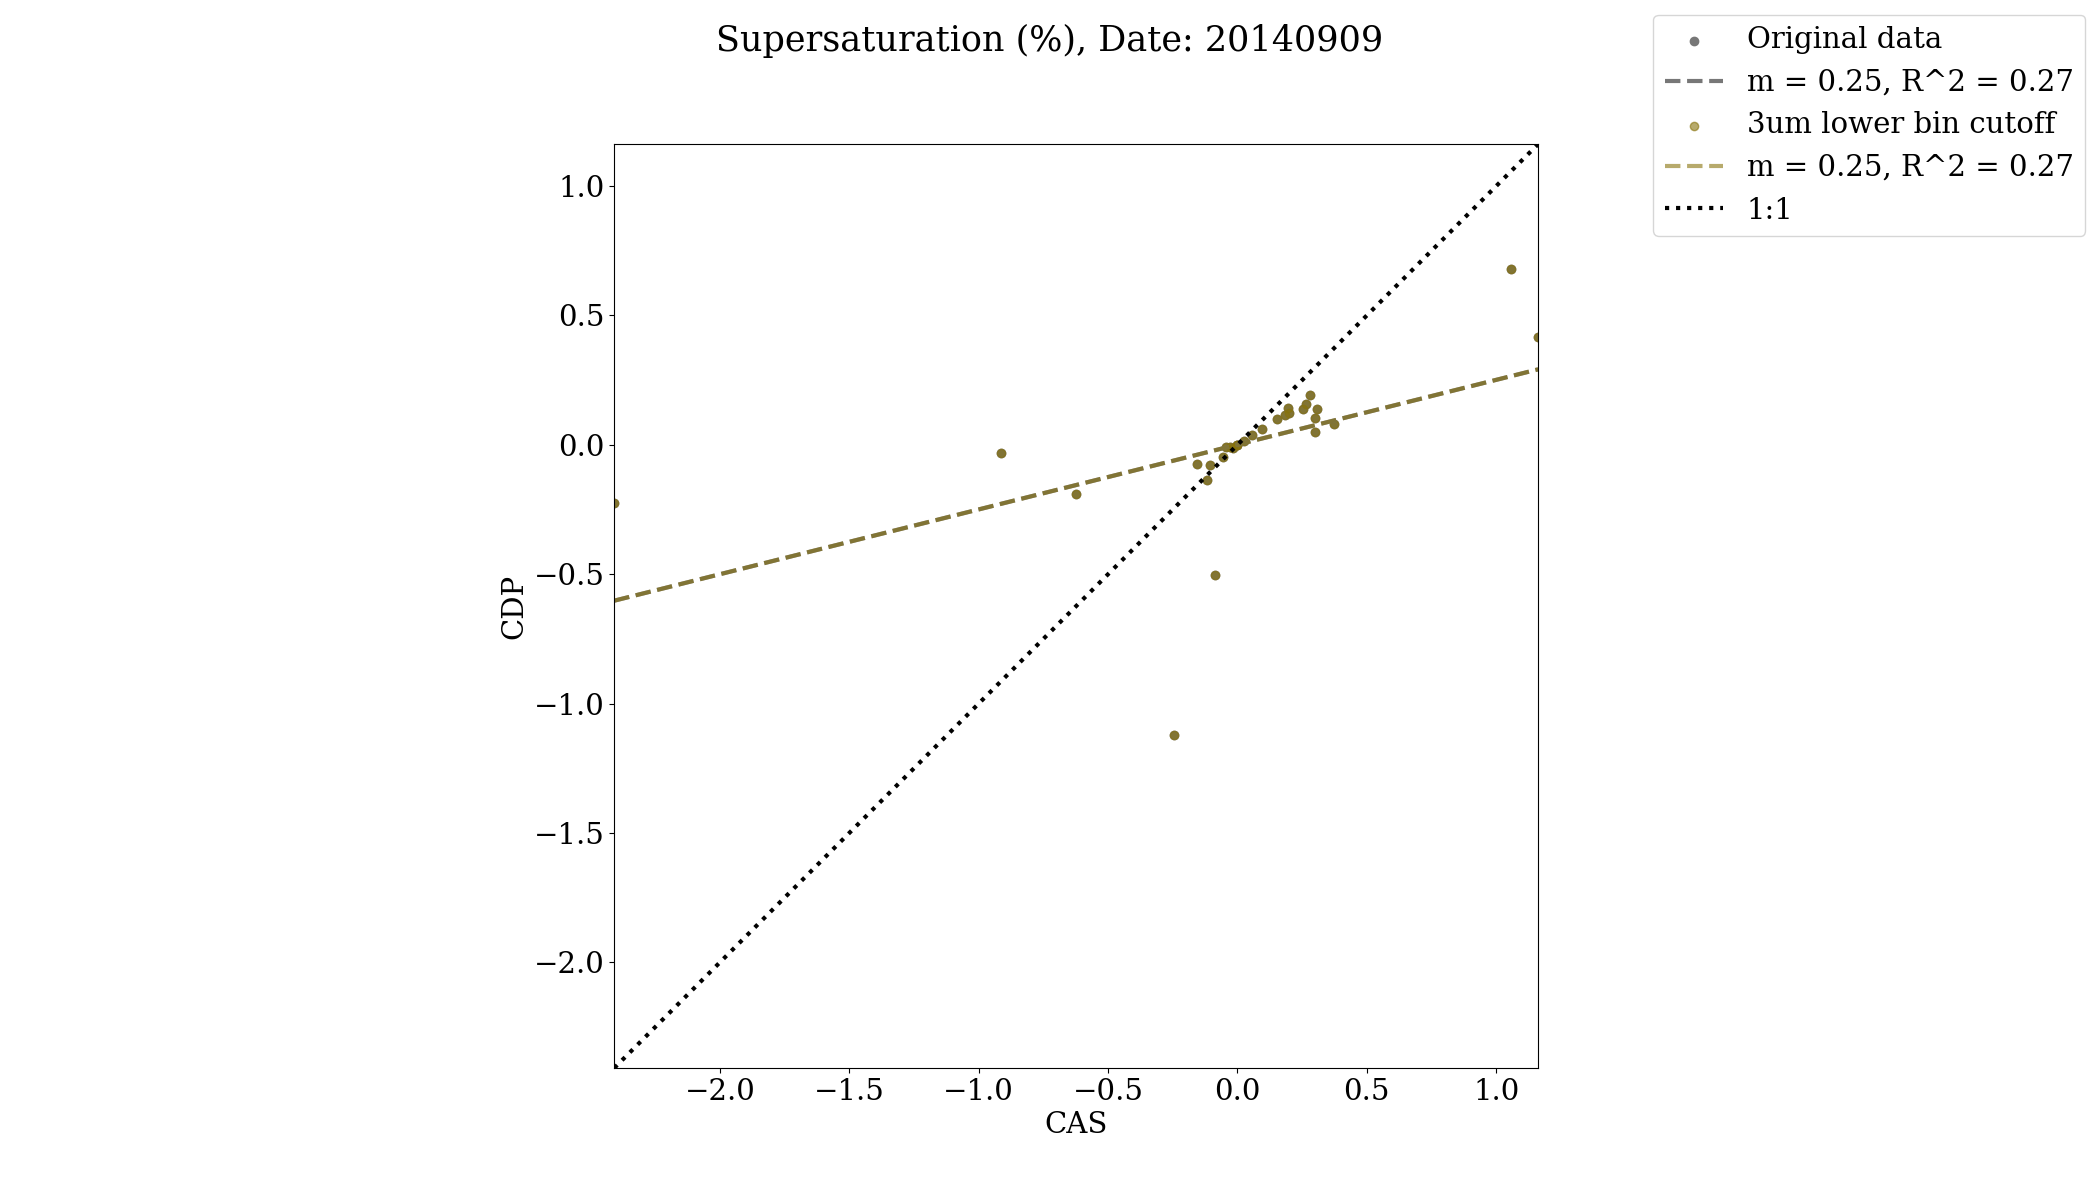 Supersaturation (%), Date: 20140909
Original data
m = 0.25, R^2 = 0.27
3um lower bin cutoff
m = 0.25, R^2 = 0.27
1:1
1.0
0.5
0.0
−0.5
−1.0
−1.5
−2.0
CDP
−2.0 −1.5 −1.0 −0.5 0.0 0.5 1.0
CAS